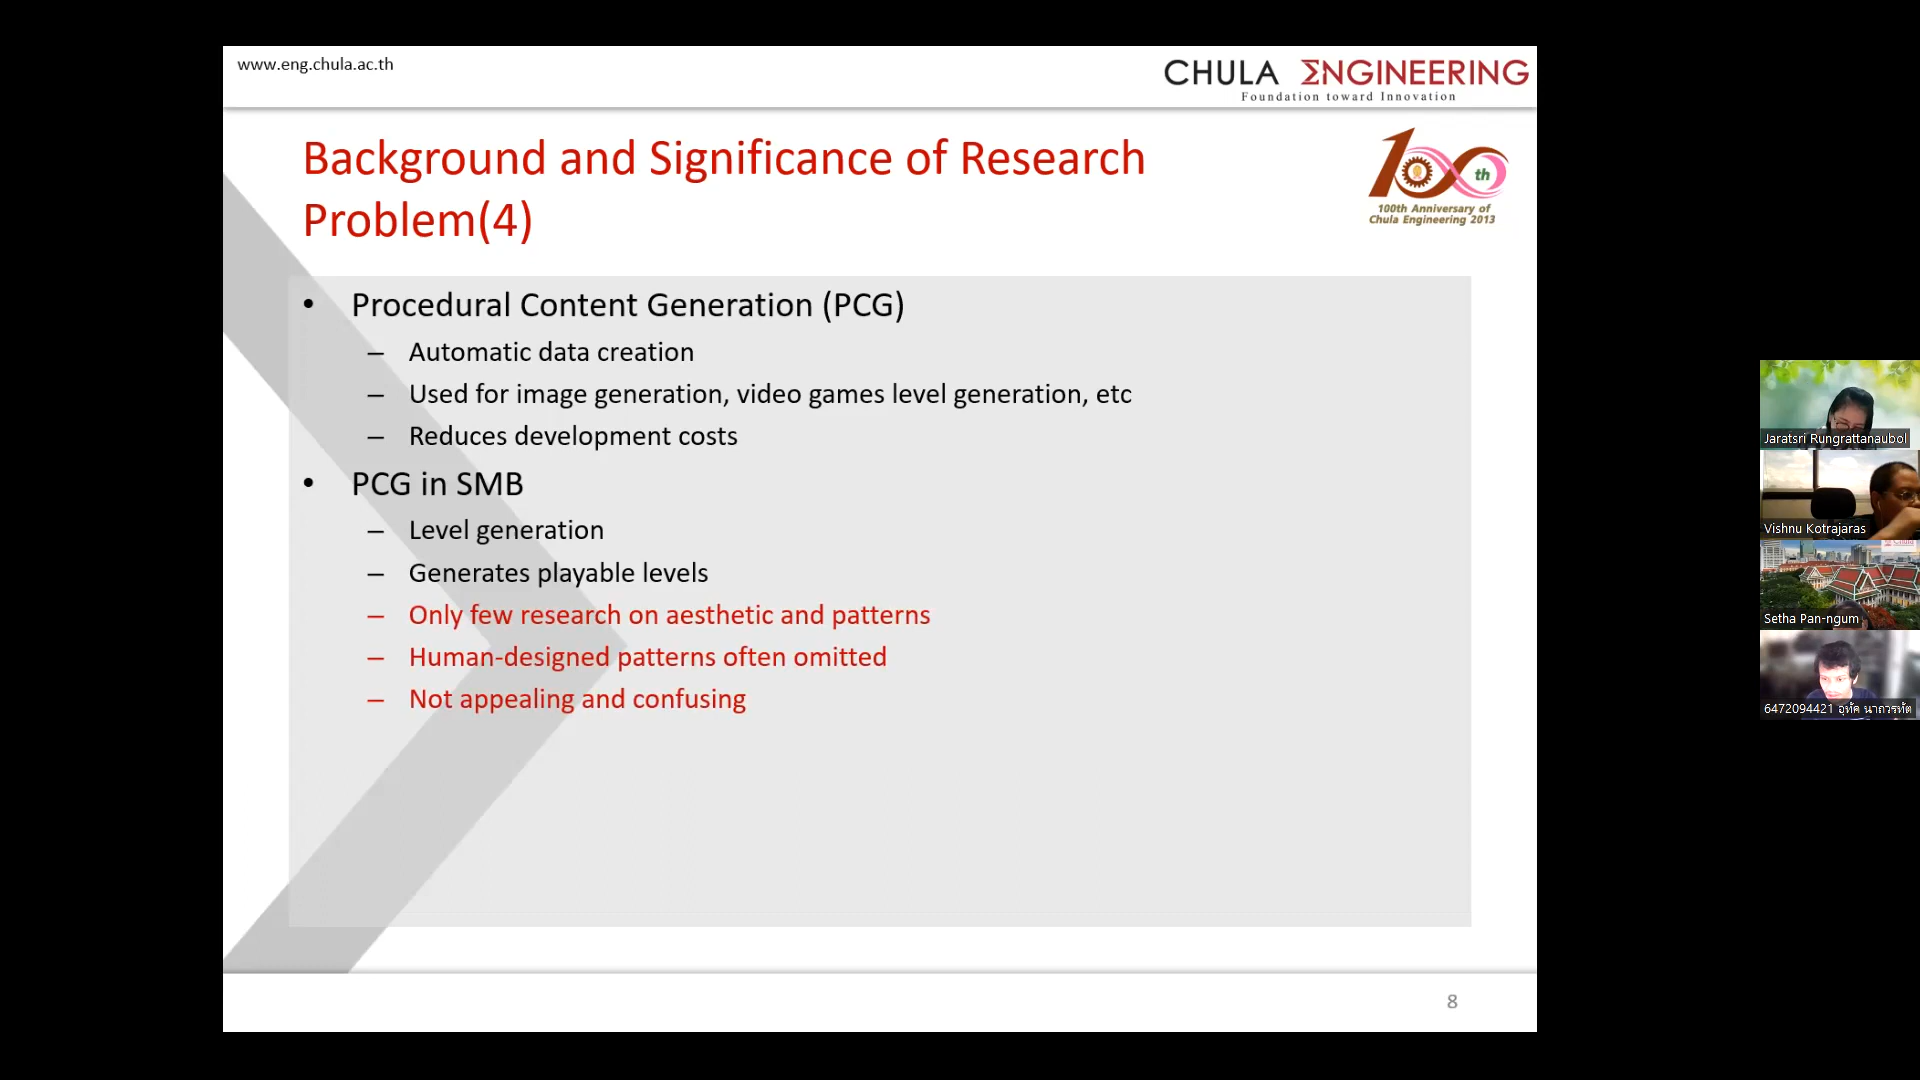 www.eng.chula.ac.th
CHULA ΣNGINEERING
Foundation toward Innovation
Background and Significance of Research
Problem(4)
100th
100th Anniversary of
Chula Engineering 2013
• Procedural Content Generation (PCG)
– Automatic data creation
– Used for image generation, video games level generation, etc
– Reduces development costs
• PCG in SMB
– Level generation
– Generates playable levels
– Only few research on aesthetic and patterns
– Human-designed patterns often omitted
– Not appealing and confusing
8
Jaratsri Rungrattanaubol
Vishnu Kotrajaras
Setha Pan-ngum
6472094421 อุทัค นาถวรทัต